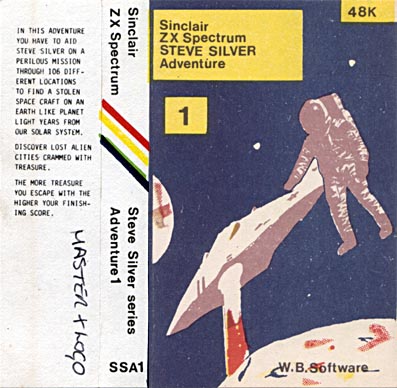 IN THIS ADVENTURE
YOU HAVE TO AID
STEVE SILVER ON A
PERILOUS MISSION
THROUGH 106 DIFF-
ERENT LOCATIONS
TO FIND A STOLEN
SPACE CRAFT ON AN
EARTH LIKE PLANET
LIGHT YEARS FROM
OUR SOLAR SYSTEM.
DISCOVER LOST ALIEN
CITIES CRAMMED WITH
TREASURE.
THE MORE TREASURE
YOU ESCAPE WITH THE
HIGHER YOUR FINISH-
ING SCORE.
MASTER + LOGO
Sinclair
ZX Spectrum
Steve Silver series
Adventure1
SSA1
48K
Sinclair
ZX Spectrum
STEVE SILVER
Adventure
1
W.B.Software